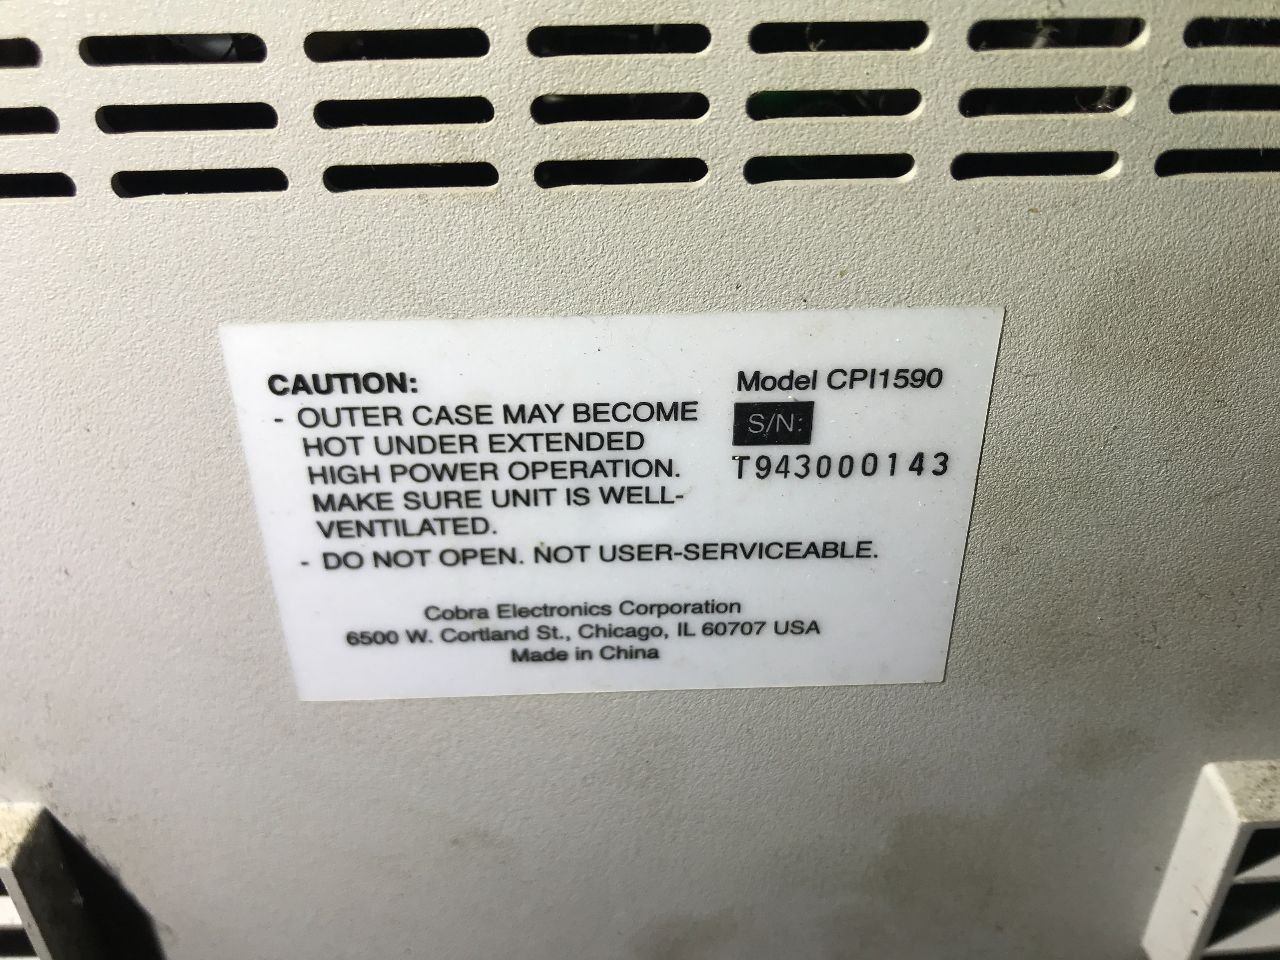 CAUTION:
- OUTER CASE MAY BECOME
HOT UNDER EXTENDED
HIGH POWER OPERATION.
MAKE SURE UNIT IS WELL-
VENTILATED.
- DO NOT OPEN. NOT USER-SERVICEABLE.
Model CPI1590
S/N:
T943000143
Cobra Electronics Corporation
6500 W. Cortland St., Chicago, IL 60707 USA
Made in China